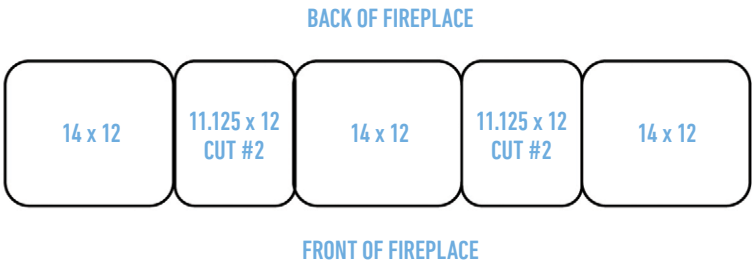 BACK OF FIREPLACE
14 x 12
11.125 x 12
CUT #2
14 x 12
11.125 x 12
CUT #2
14 x 12
FRONT OF FIREPLACE